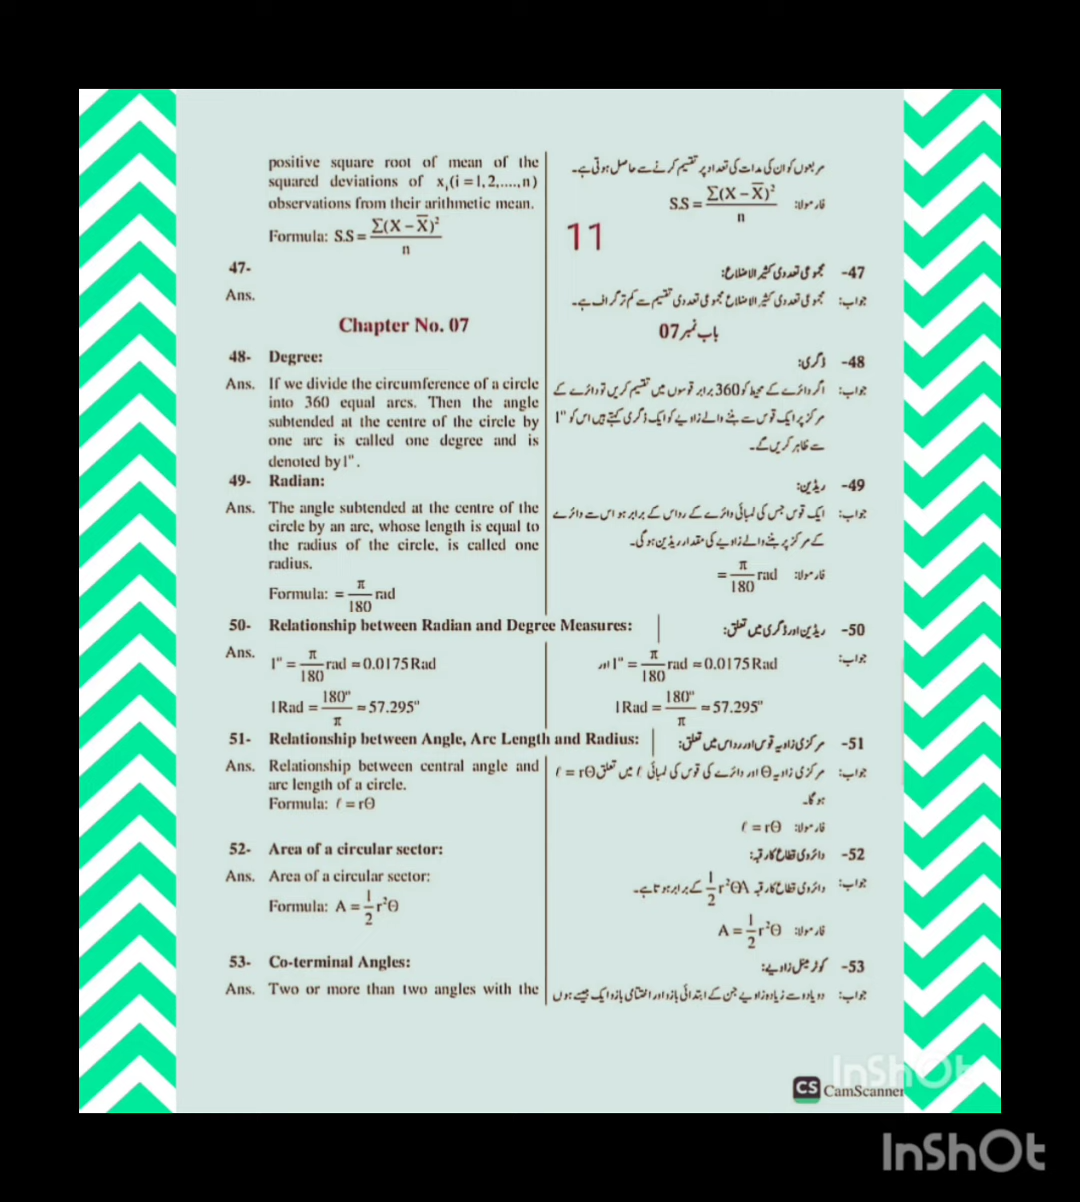 positive square root of mean of the
squared deviations of xᵢ(i = 1, 2,....,n)
observations from their arithmetic mean.
Formula: S.S = Σ(X – X̅)² / n
47-
Ans.
Chapter No. 07
48- Degree:
Ans. If we divide the circumference of a circle
into 360 equal arcs. Then the angle
subtended at the centre of the circle by
one arc is called one degree and is
denoted by 1".
49- Radian:
Ans. The angle subtended at the centre of the
circle by an arc, whose length is equal to
the radius of the circle, is called one
radius.
Formula: = π/180 rad
50- Relationship between Radian and Degree Measures:
Ans. 1" = π/180 rad = 0.0175 Rad
1 Rad = 180"/π = 57.295"
51- Relationship between Angle, Arc Length and Radius:
Ans. Relationship between central angle and
arc length of a circle.
Formula: ℓ = rΘ
52- Area of a circular sector:
Ans. Area of a circular sector:
Formula: A = 1/2 r²Θ
53- Co-terminal Angles:
Ans. Two or more than two angles with the
مربعوں کو ان کی مدات کی تعداد پر تقسیم کرنے سے حاصل ہوتی ہے۔
فارمولا: S.S = Σ(X – X̅)² / n
11
47- مجموعی تعددی کثیر الاضلاع:
جواب: مجموعی تعددی کثیر الاضلاع مجموعی تعددی تقسیم سے کم تر گراف ہے۔
باب نمبر 07
48- ڈگری:
جواب: اگر دائرے کے محیط کو 360 برابر قوسوں میں تقسیم کریں تو دائرے کے
مرکز پر ایک قوس سے بننے والے زاویے کو ایک ڈگری کہتے ہیں اس کو 1"
سے ظاہر کریں گے۔
49- ریڈین:
جواب: ایک قوس جس کی لمبائی دائرے کے رداس کے برابر ہو اس سے دائرے
کے مرکز پر بننے والے زاویے کی مقدار ریڈین ہوگی۔
فارمولا: = π/180 rad
50- ریڈین اور ڈگری میں تعلق:
جواب:
اور 1" = π/180 rad = 0.0175 Rad
1 Rad = 180"/π = 57.295"
51- مرکزی زاویہ قوس اور رداس میں تعلق:
جواب: مرکزی زاویہ Θ اور دائرے کی قوس کی لمبائی ℓ میں تعلق ℓ = rΘ
ہوگا۔
فارمولا: ℓ = rΘ
52- دائروی قطاع کا رقبہ:
جواب: دائروی قطاع کا رقبہ A 1/2 r²Θ کے برابر ہوتا ہے۔
فارمولا: A = 1/2 r²Θ
53- کوٹرمینل زاویے:
جواب: دو یا دو سے زیادہ زاویے جن کے ابتدائی بازو اور اختتامی بازو ایک جیسے ہوں
InShOt
CS CamScanner
InShOt